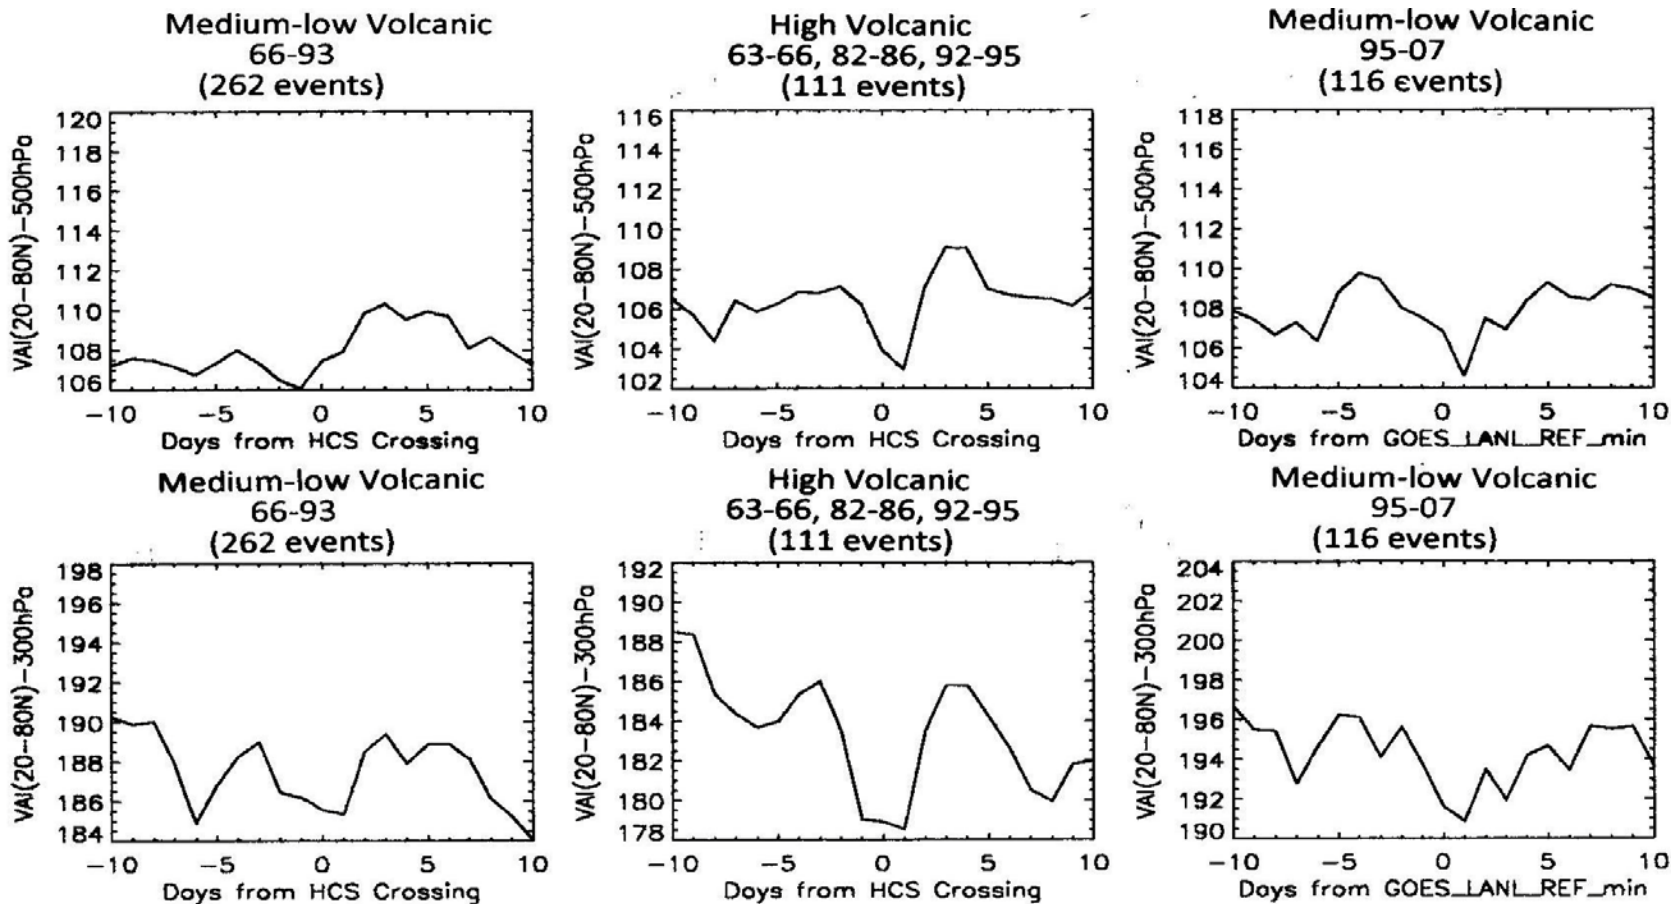 Medium-low Volcanic
66-93
(262 events)
120
118
116
114
112
110
108
106
VAI(20-80N)-500hPa
-10 -5 0 5 10
Days from HCS Crossing
High Volcanic
63-66, 82-86, 92-95
(111 events)
116
114
112
110
108
106
104
102
VAI(20-80N)-500hPa
-10 -5 0 5 10
Days from HCS Crossing
Medium-low Volcanic
95-07
(116 events)
118
116
114
112
110
108
106
104
VAI(20-80N)-500hPa
-10 -5 0 5 10
Days from GOES_LANL_REF_min
Medium-low Volcanic
66-93
(262 events)
198
196
194
192
190
188
186
184
VAI(20-80N)-300hPa
-10 -5 0 5 10
Days from HCS Crossing
High Volcanic
63-66, 82-86, 92-95
(111 events)
192
190
188
186
184
182
180
178
VAI(20-80N)-300hPa
-10 -5 0 5 10
Days from HCS Crossing
Medium-low Volcanic
95-07
(116 events)
204
202
200
198
196
194
192
190
VAI(20-80N)-300hPa
-10 -5 0 5 10
Days from GOES_LANL_REF_min